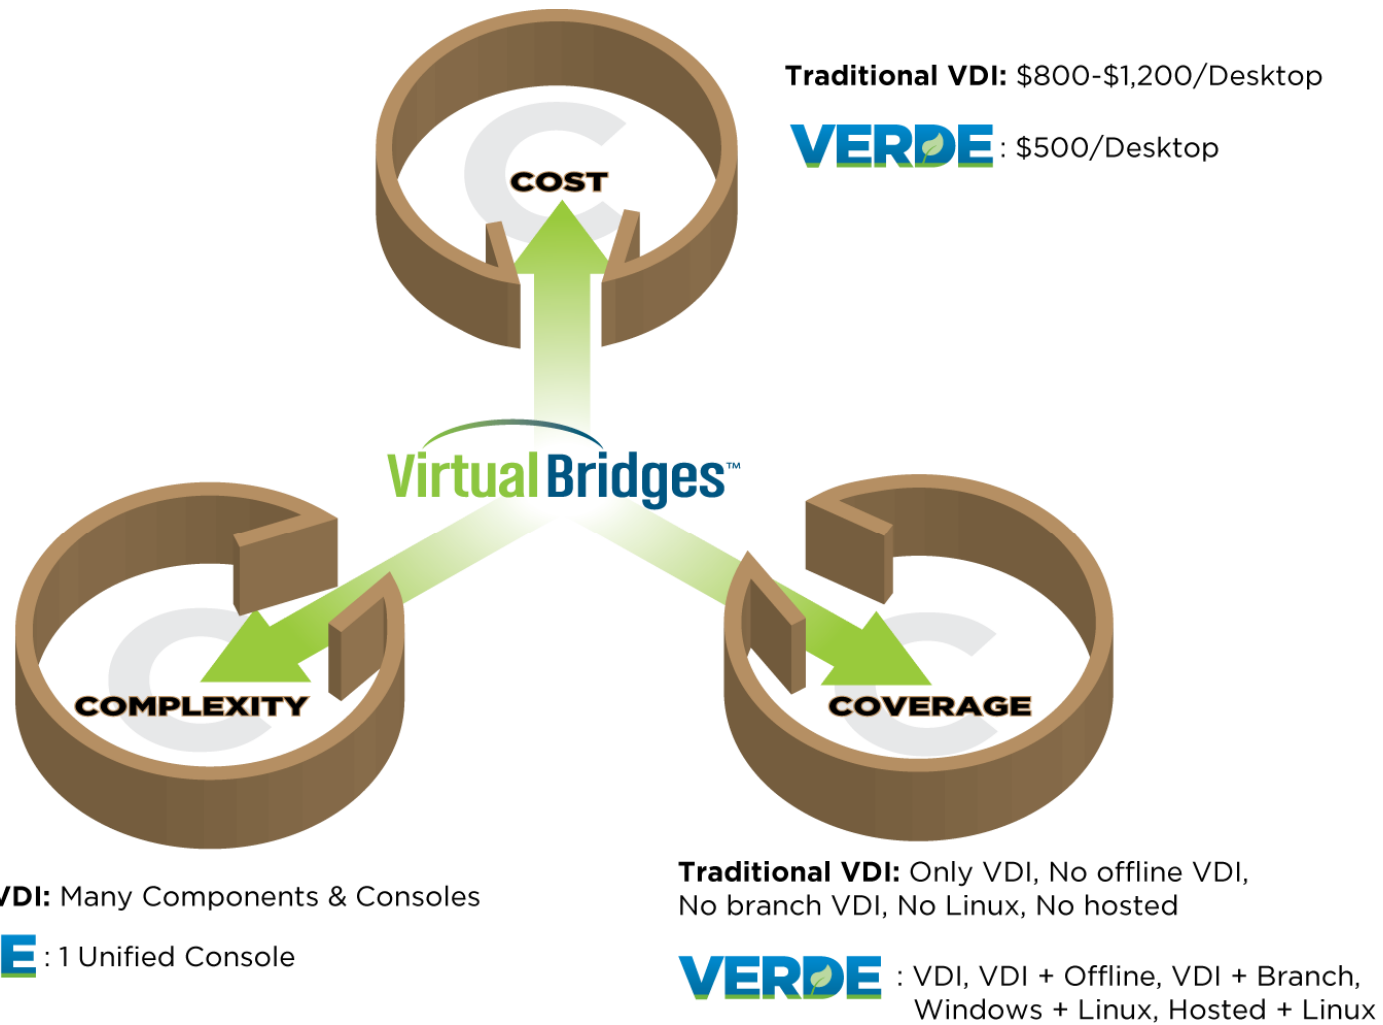 Traditional VDI: $800-$1,200/Desktop
VERDE : $500/Desktop
COST
VirtualBridges™
COMPLEXITY
COVERAGE
VDI: Many Components & Consoles
E : 1 Unified Console
Traditional VDI: Only VDI, No offline VDI,
No branch VDI, No Linux, No hosted
VERDE : VDI, VDI + Offline, VDI + Branch,
Windows + Linux, Hosted + Linux